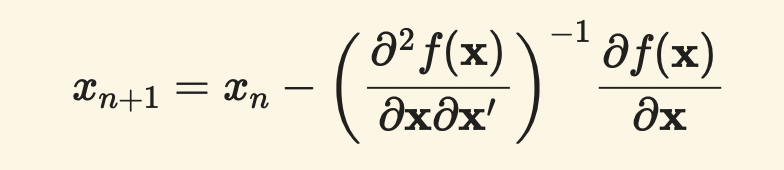 $x_{n+1} = x_n - \left( \frac{\partial^2 f(\mathbf{x})}{\partial \mathbf{x} \partial \mathbf{x}'} \right)^{-1} \frac{\partial f(\mathbf{x})}{\partial \mathbf{x}}$